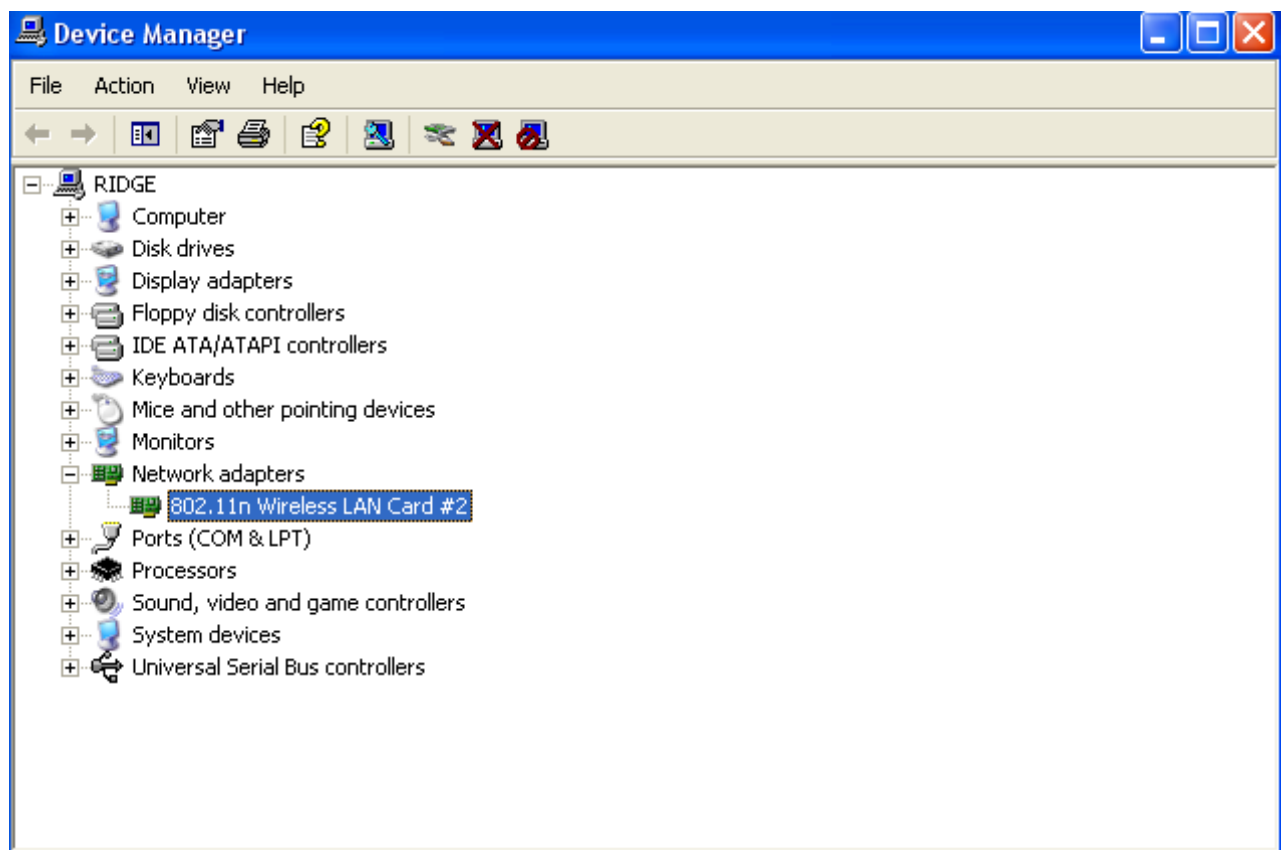 Device Manager
File Action View Help
RIDGE
Computer
Disk drives
Display adapters
Floppy disk controllers
IDE ATA/ATAPI controllers
Keyboards
Mice and other pointing devices
Monitors
Network adapters
802.11n Wireless LAN Card #2
Ports (COM & LPT)
Processors
Sound, video and game controllers
System devices
Universal Serial Bus controllers